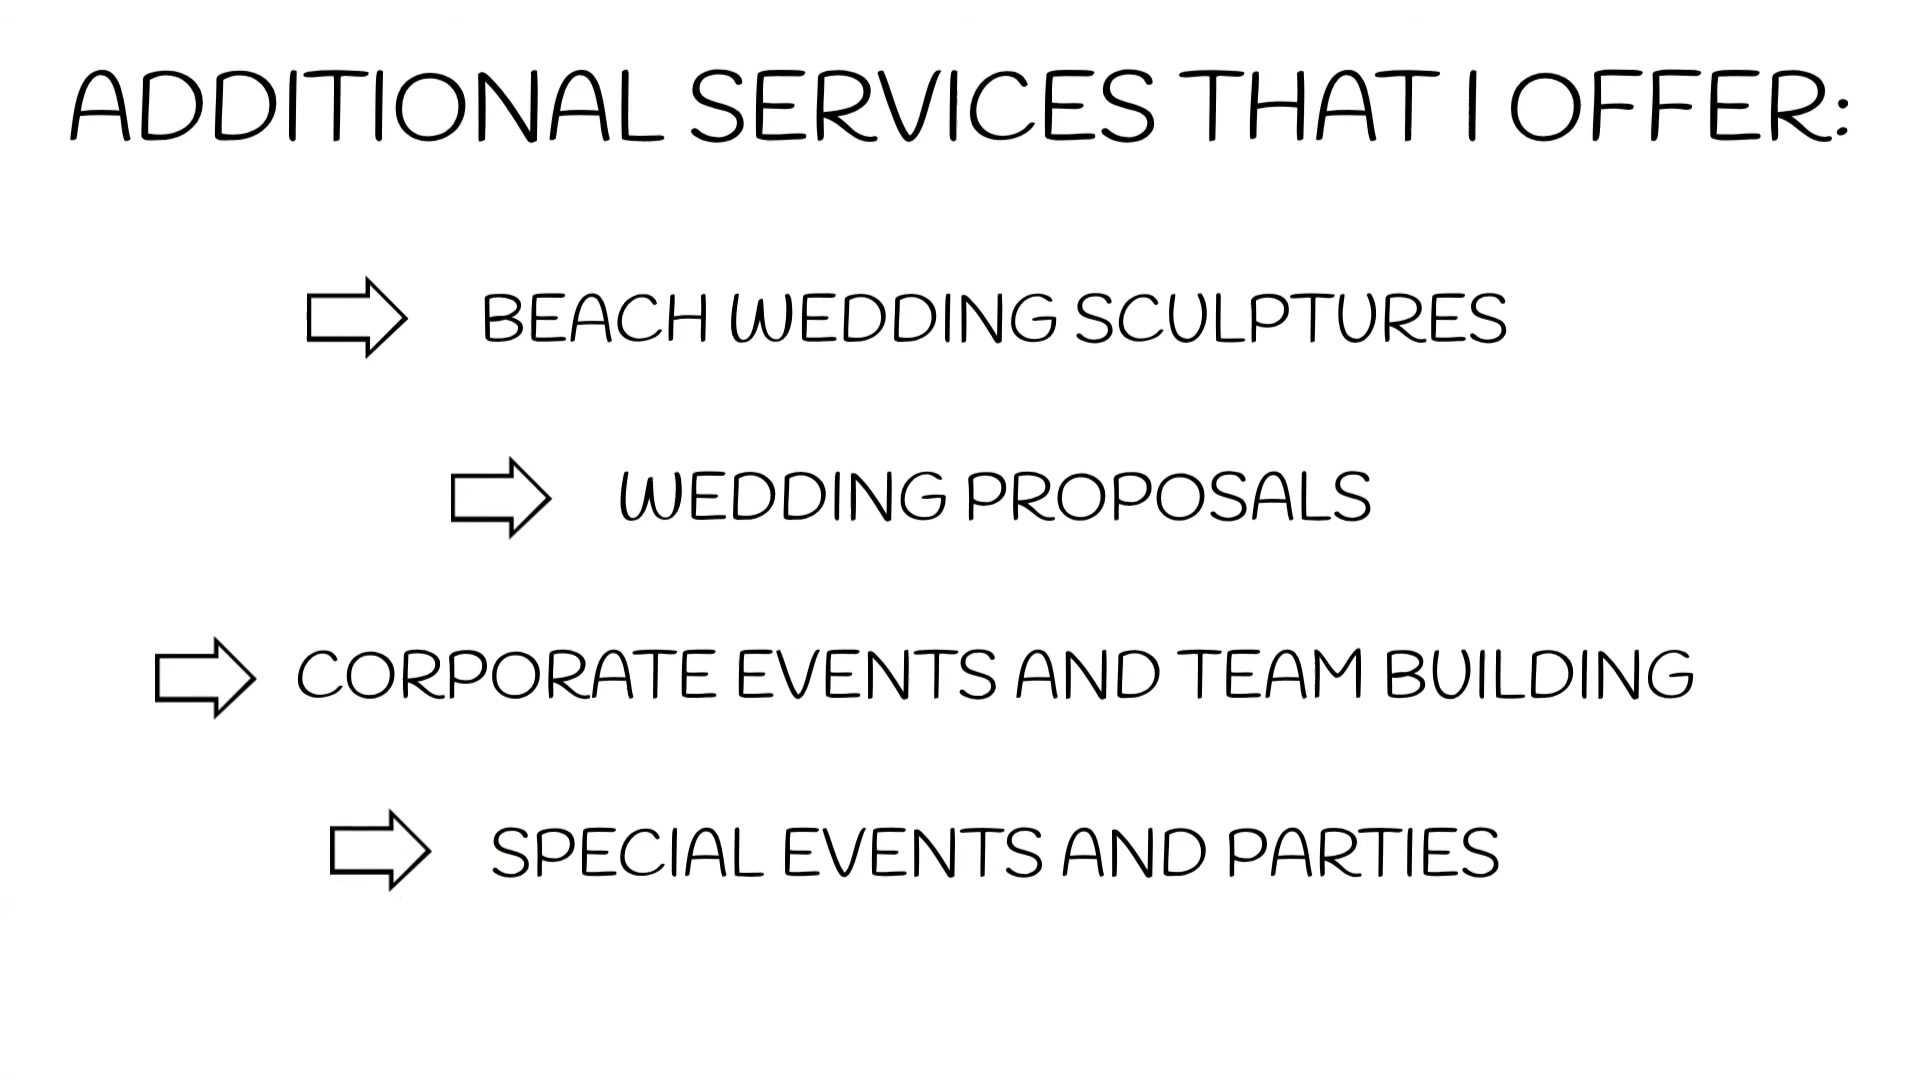 ADDITIONAL SERVICES THAT I OFFER:
BEACH WEDDING SCULPTURES
WEDDING PROPOSALS
CORPORATE EVENTS AND TEAM BUILDING
SPECIAL EVENTS AND PARTIES